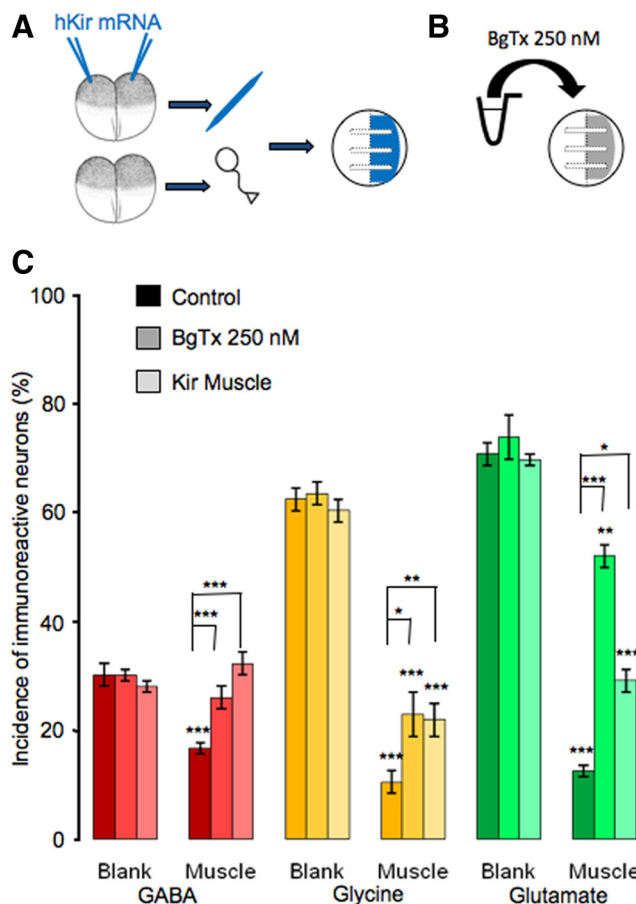 A
hKir mRNA
B
BgTx 250 nM
C
Incidence of immunoreactive neurons (%)
100
80
60
40
20
0
Control
BgTx 250 nM
Kir Muscle
***
***
***
**
*
***
***
***
*
***
**
***
***
Blank Muscle Blank Muscle Blank Muscle
GABA Glycine Glutamate